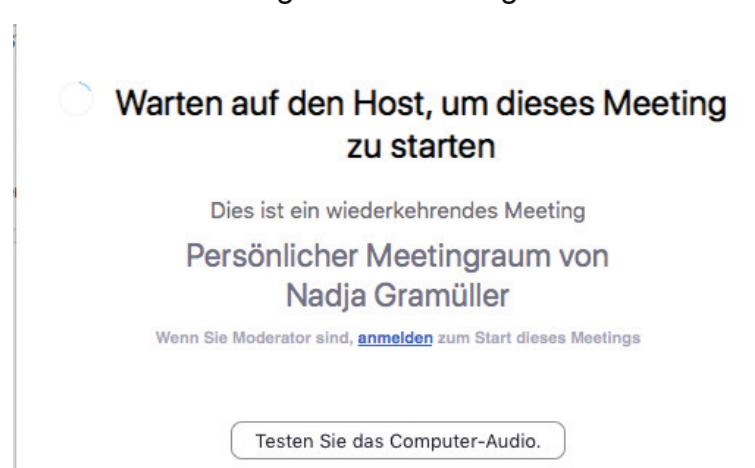 Warten auf den Host, um dieses Meeting
zu starten
Dies ist ein wiederkehrendes Meeting
Persönlicher Meetingraum von
Nadja Gramüller
Wenn Sie Moderator sind, anmelden zum Start dieses Meetings
Testen Sie das Computer-Audio.